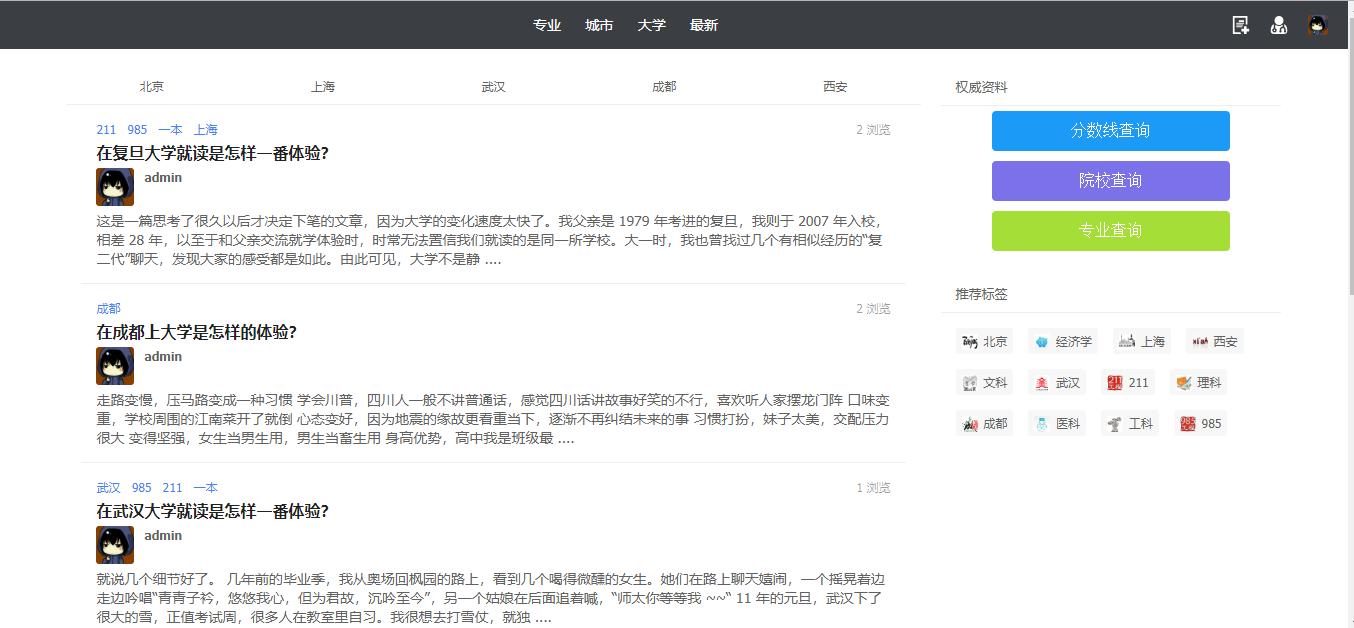 专业 城市 大学 最新
北京 上海 武汉 成都 西安
211 985 一本 上海 2 浏览
在复旦大学就读是怎样一番体验?
admin
这是一篇思考了很久以后才决定下笔的文章，因为大学的变化速度太快了。我父亲是 1979 年考进的复旦，我则于 2007 年入校，
相差 28 年，以至于和父亲交流就学体验时，时常无法置信我们就读的是同一所学校。大一时，我也曾找过几个有相似经历的“复
二代”聊天，发现大家的感受都是如此。由此可见，大学不是静 ....
成都 2 浏览
在成都上大学是怎样的体验?
admin
走路变慢，压马路变成一种习惯 学会川普，四川人一般不讲普通话，感觉四川话讲故事好笑的不行，喜欢听人家摆龙门阵 口味变
重，学校周围的江南菜开了就倒 心态变好，因为地震的缘故更看重当下，逐渐不再纠结未来的事 习惯打扮，妹子太美，交配压力
很大 变得坚强，女生当男生用，男生当畜生用 身高优势，高中我是班级最 ....
武汉 985 211 一本 1 浏览
在武汉大学就读是怎样一番体验?
admin
就说几个细节好了。 几年前的毕业季，我从奥场回枫园的路上，看到几个喝得微醺的女生。她们在路上聊天嬉闹，一个摇晃着边
走边吟唱“青青子衿，悠悠我心，但为君故，沉吟至今”，另一个姑娘在后面追着喊，“师太你等等我 ~~“ 11 年的元旦，武汉下了
很大的雪，正值考试周，很多人在教室里自习。我很想去打雪仗，就独 ....
权威资料
分数线查询
院校查询
专业查询
推荐标签
北京 经济学 上海 西安
文科 武汉 211 理科
成都 医科 工科 985